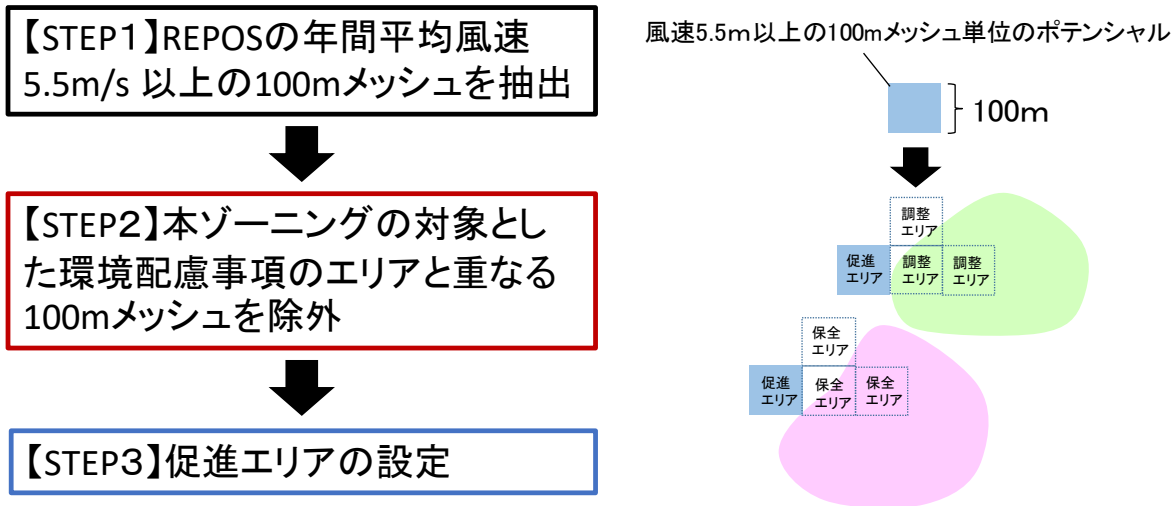 【STEP1】REPOSの年間平均風速
5.5m/s 以上の100mメッシュを抽出
【STEP2】本ゾーニングの対象とし
た環境配慮事項のエリアと重なる
100mメッシュを除外
【STEP3】促進エリアの設定
風速5.5m以上の100mメッシュ単位のポテンシャル
100m
調整
エリア
促進
エリア
調整
エリア
調整
エリア
保全
エリア
促進
エリア
保全
エリア
保全
エリア